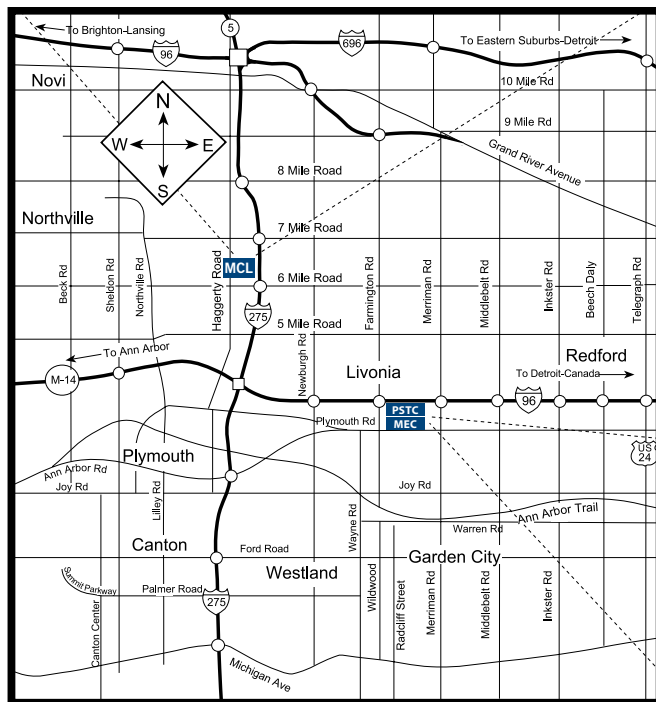 To Brighton-Lansing
5
96
696
To Eastern Suburbs-Detroit
Novi
10 Mile Rd
9 Mile Rd
Grand River Avenue
N
W E
S
8 Mile Road
Northville
7 Mile Road
MCL
6 Mile Road
275
5 Mile Road
Beck Rd
Sheldon Rd
Northville Rd
Haggerty Road
Newburgh Rd
Farmington Rd
Merriman Rd
Middlebelt Rd
Inkster Rd
Beech Daly
Telegraph Rd
To Ann Arbor
M-14
Livonia
Redford
To Detroit-Canada
96
PSTC
MEC
Plymouth Rd
Plymouth
US
24
Ann Arbor Rd
Joy Rd
Joy Rd
Lilley Rd
Ann Arbor Trail
Wayne Rd
Warren Rd
Canton
Ford Road
Westland
Garden City
Summit Parkway
Palmer Road
275
Canton Center
Wildwood
Radcliff Street
Merriman Rd
Middlebelt Rd
Inkster Rd
Michigan Ave